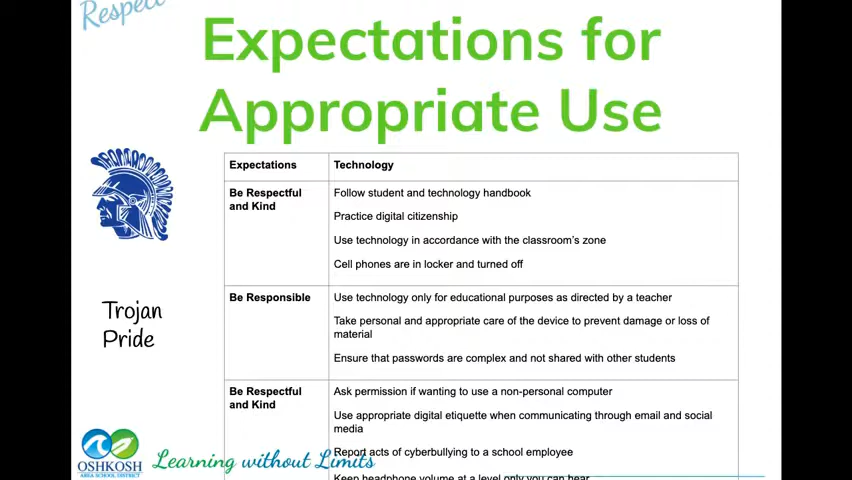 Respect
Expectations for
Appropriate Use
Expectations Technology
Be Respectful
and Kind
Follow student and technology handbook
Practice digital citizenship
Use technology in accordance with the classroom's zone
Cell phones are in locker and turned off
Trojan
Pride
Be Responsible
Use technology only for educational purposes as directed by a teacher
Take personal and appropriate care of the device to prevent damage or loss of
material
Ensure that passwords are complex and not shared with other students
Be Respectful
and Kind
Ask permission if wanting to use a non-personal computer
Use appropriate digital etiquette when communicating through email and social
media
Report acts of cyberbullying to a school employee
Keep headphone volume at a level only you can hear
OSHKOSH
AREA SCHOOL DISTRICT
Learning without Limits